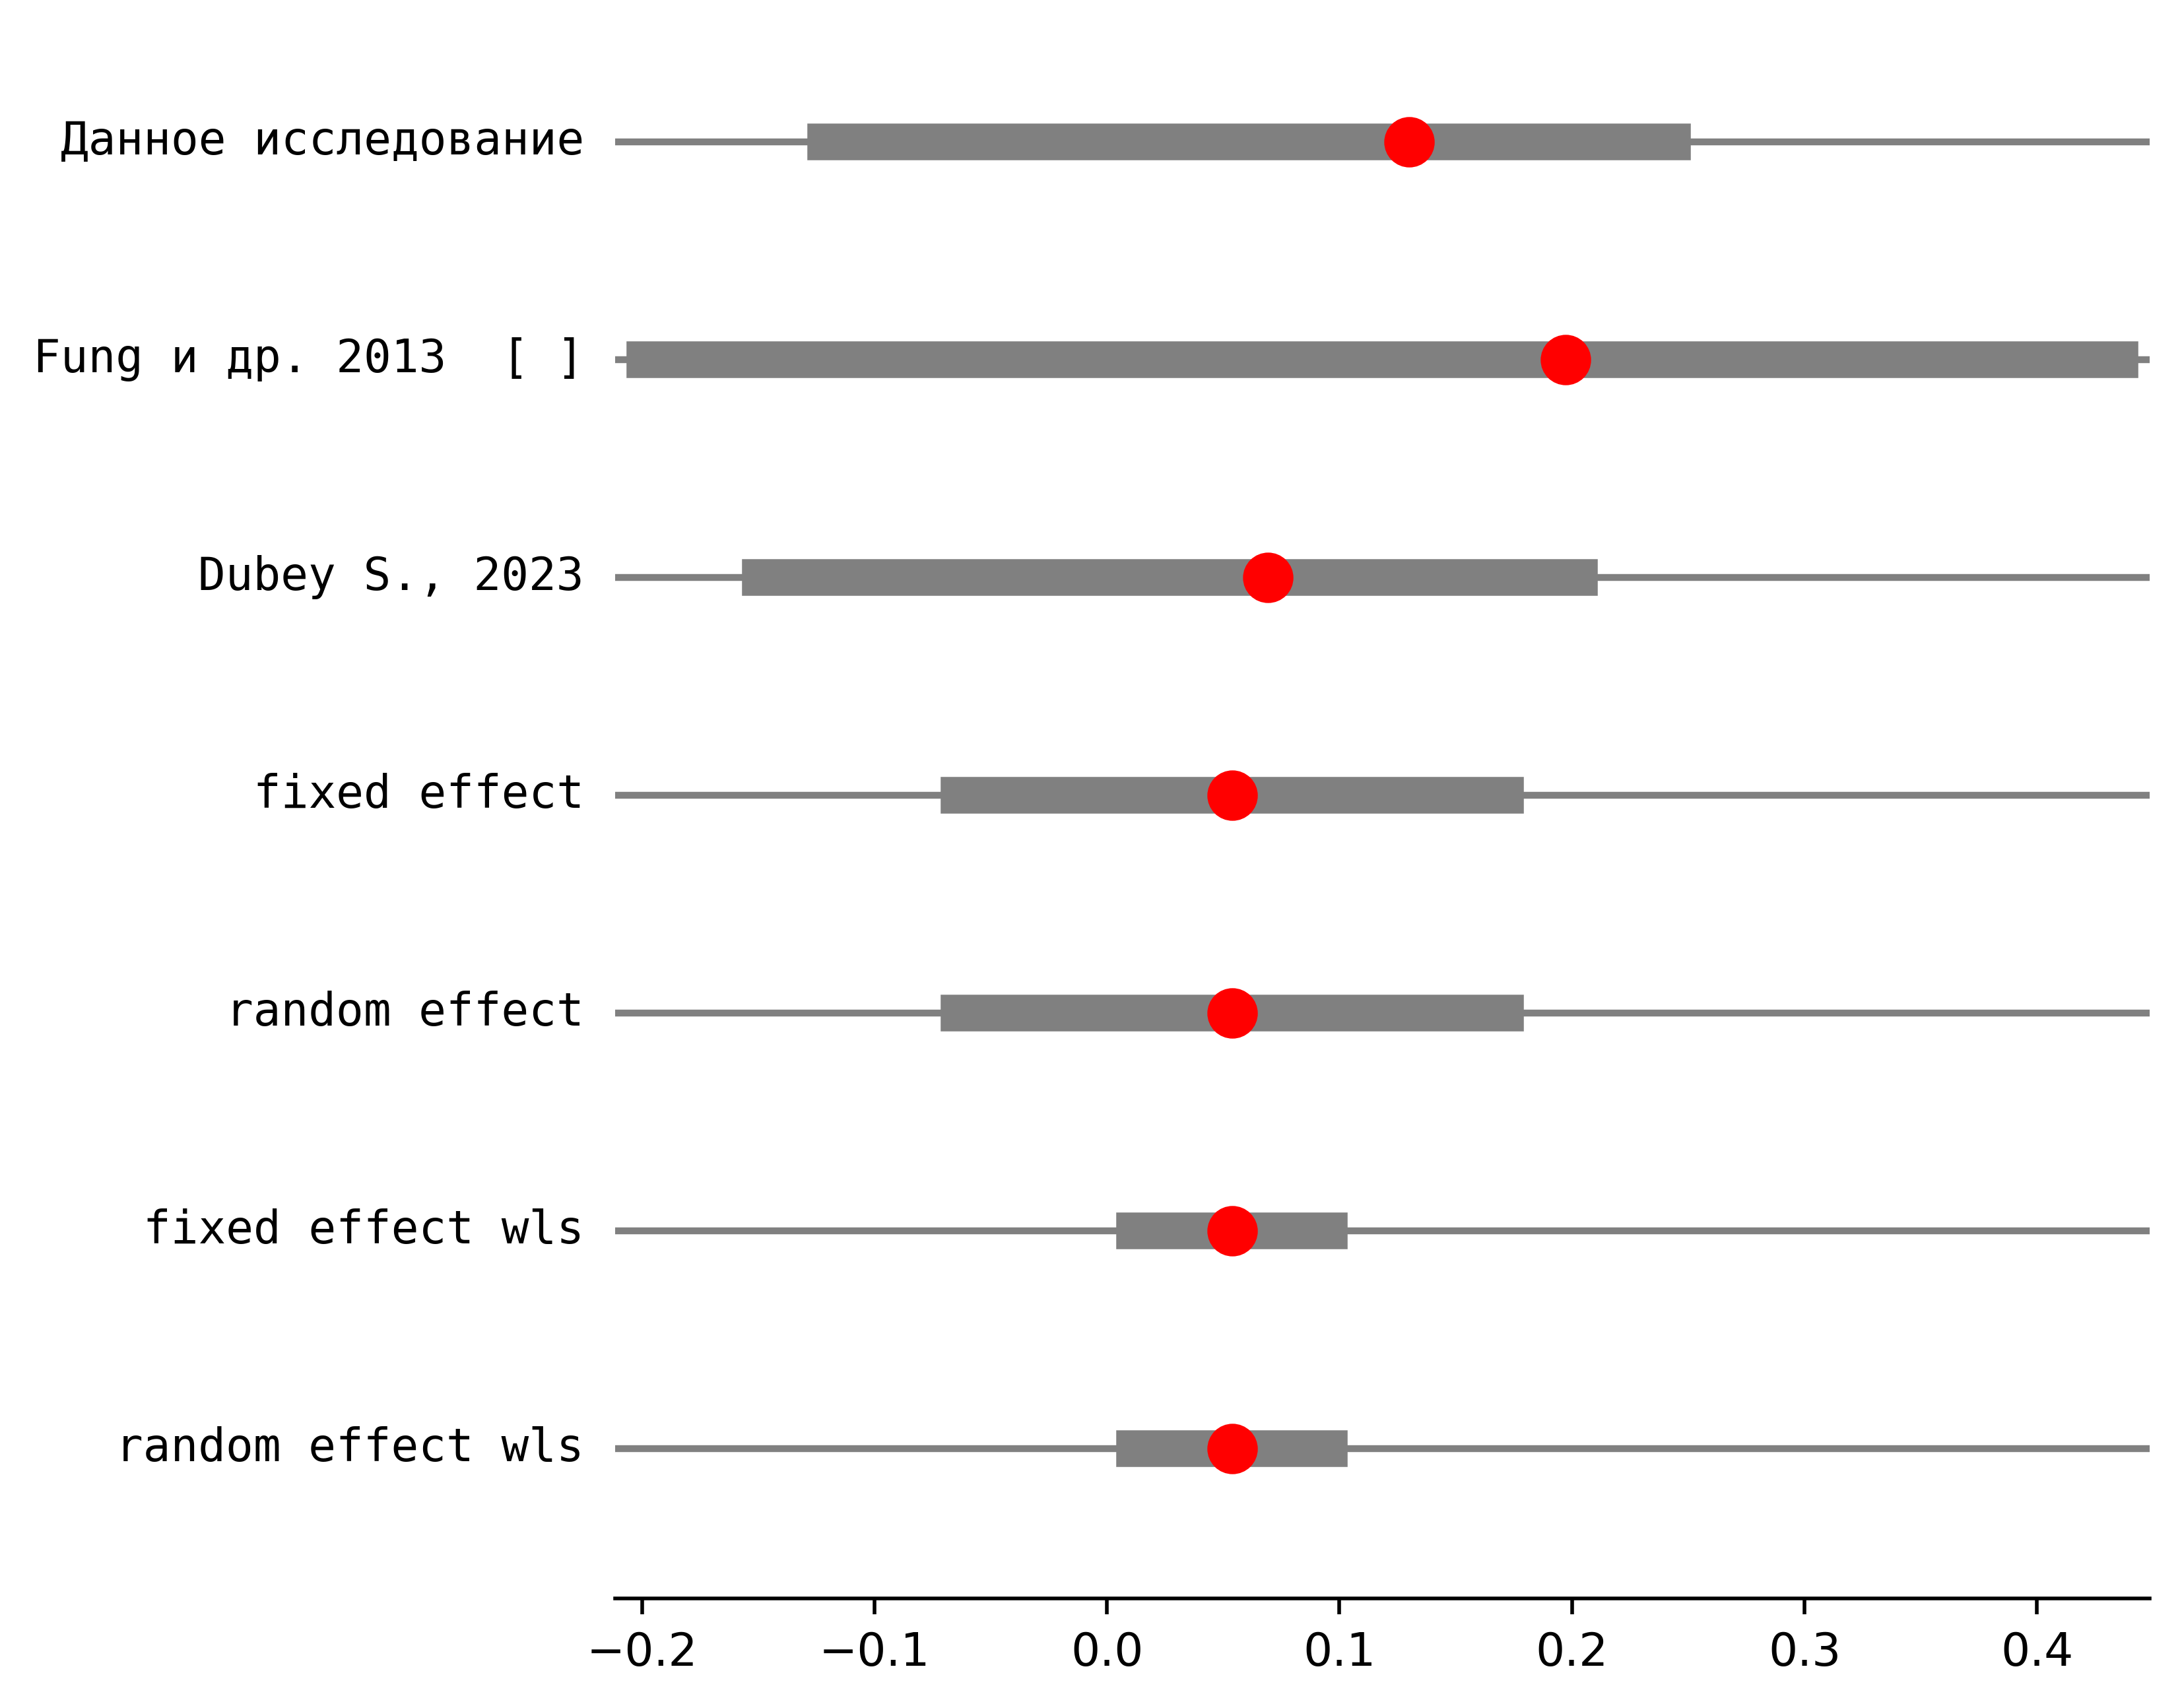 Данное исследование
Fung и др. 2013  [ ]
Dubey S., 2023
fixed effect
random effect
fixed effect wls
random effect wls
−0.2 −0.1 0.0 0.1 0.2 0.3 0.4